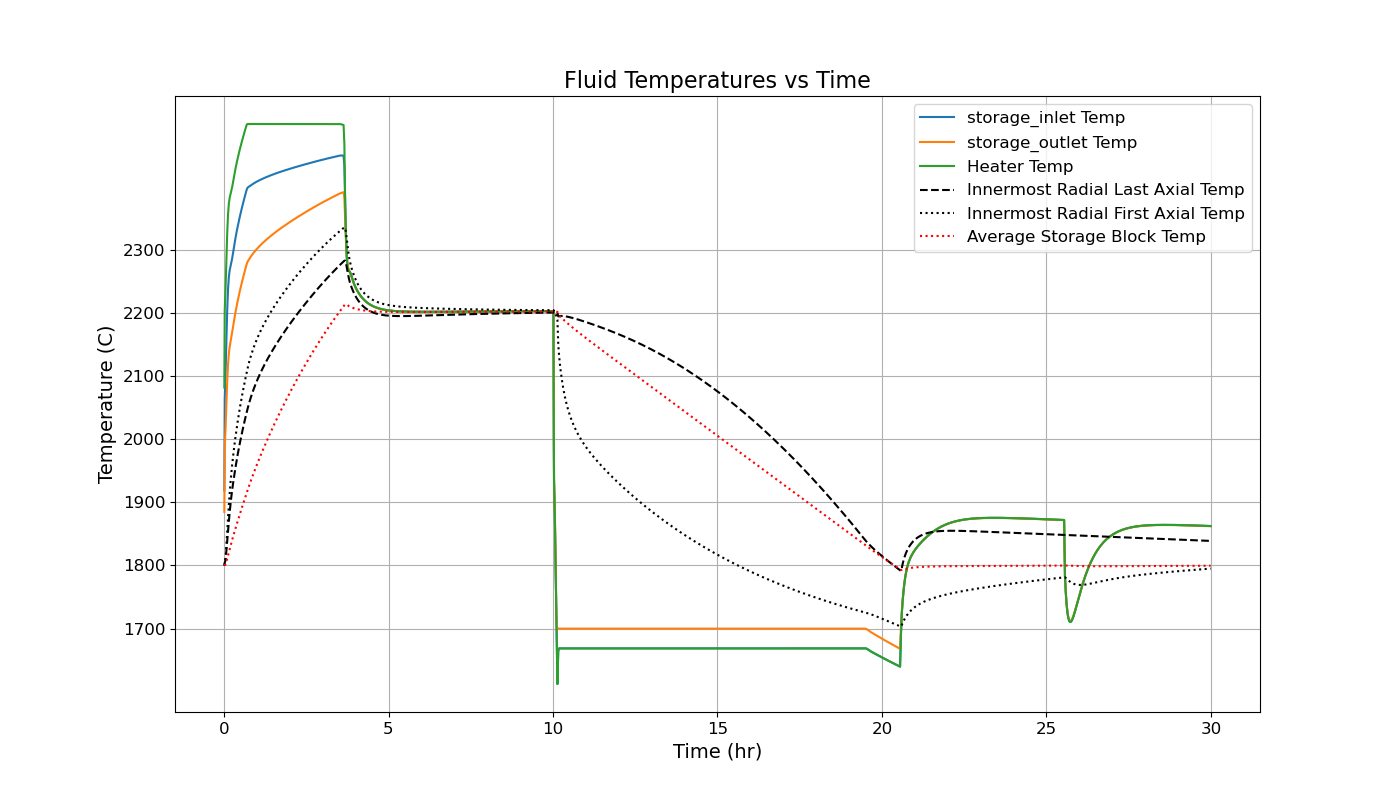 Fluid Temperatures vs Time
storage_inlet Temp
storage_outlet Temp
Heater Temp
Innermost Radial Last Axial Temp
Innermost Radial First Axial Temp
Average Storage Block Temp
Temperature (C)
2300
2200
2100
2000
1900
1800
1700
0 5 10 15 20 25 30
Time (hr)